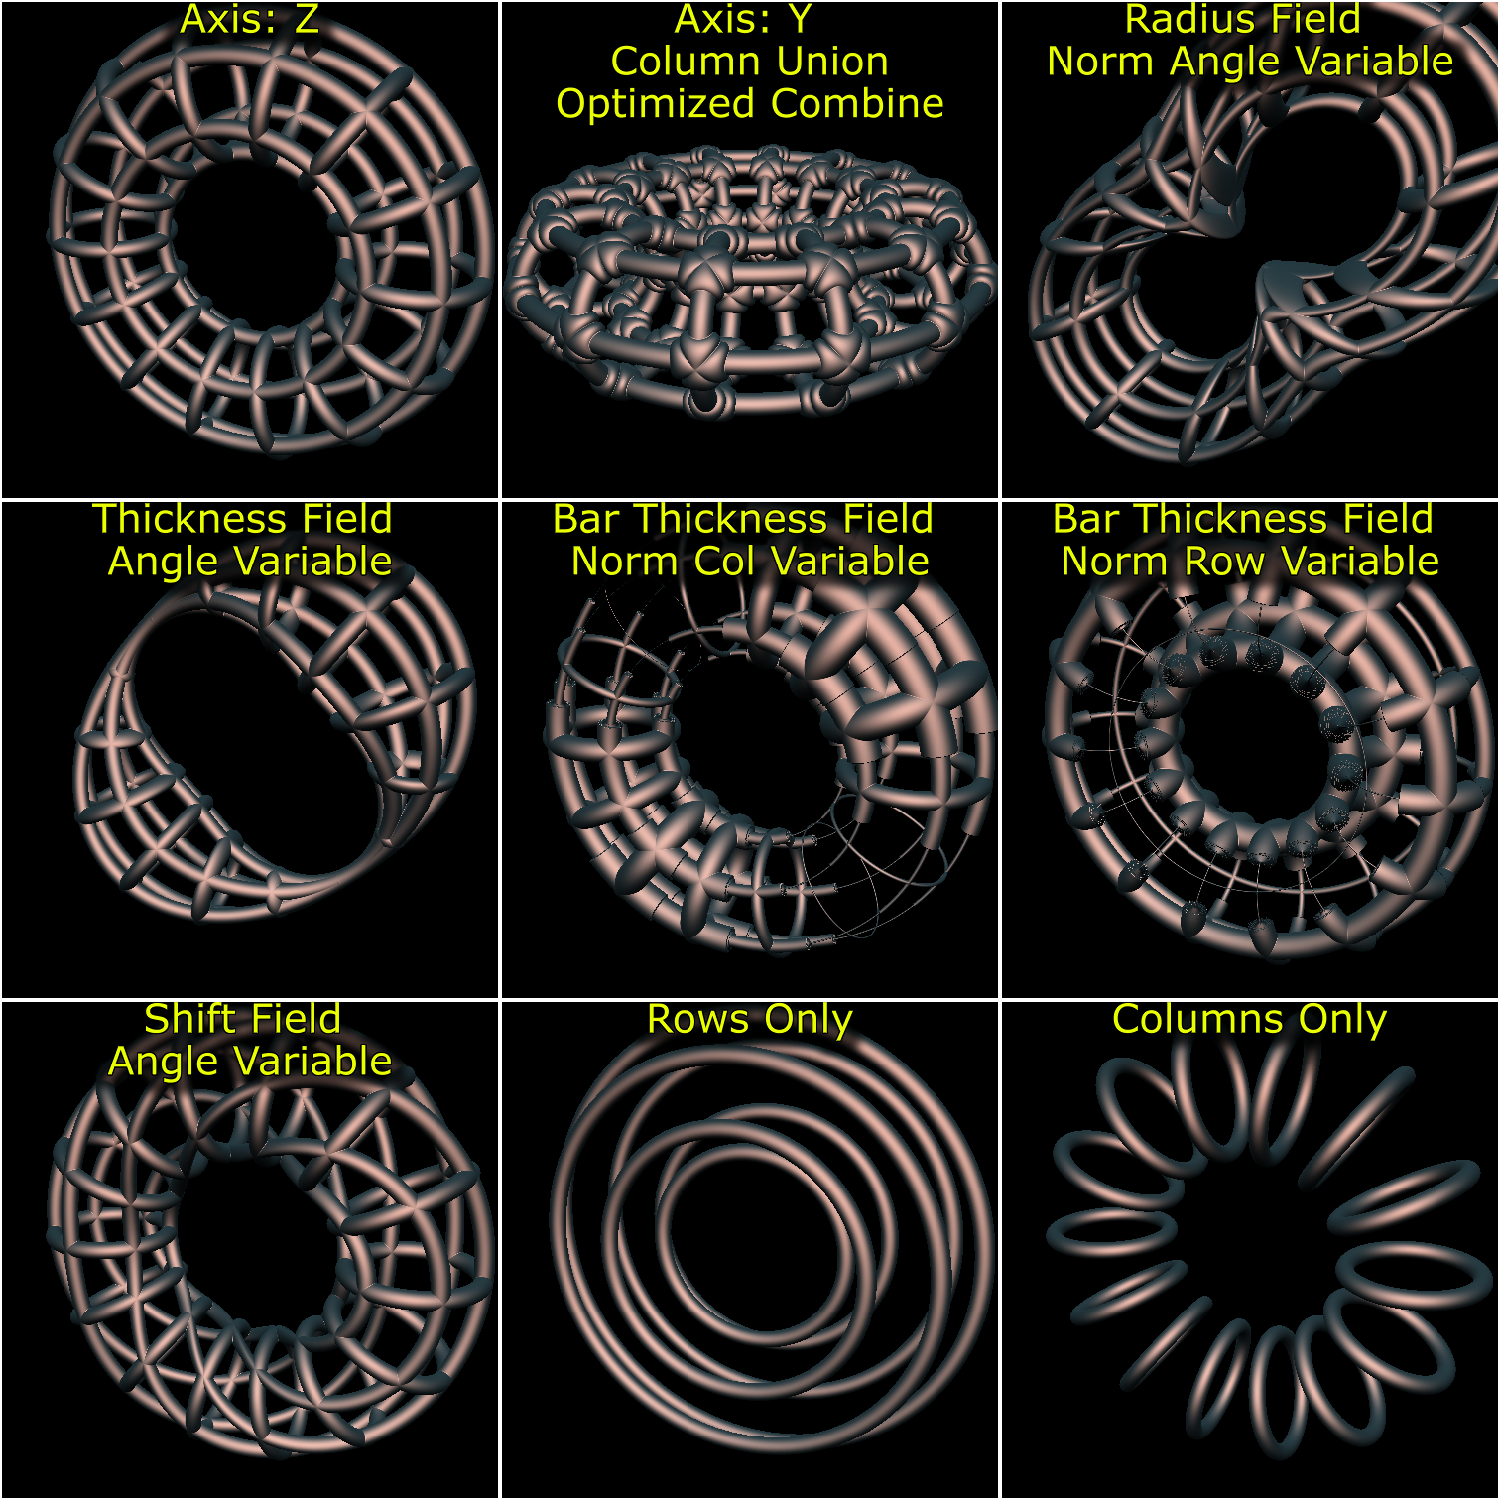 Axis: Z
Axis: Y
Column Union
Optimized Combine
Radius Field
Norm Angle Variable
Thickness Field
Angle Variable
Bar Thickness Field
Norm Col Variable
Bar Thickness Field
Norm Row Variable
Shift Field
Angle Variable
Rows Only
Columns Only